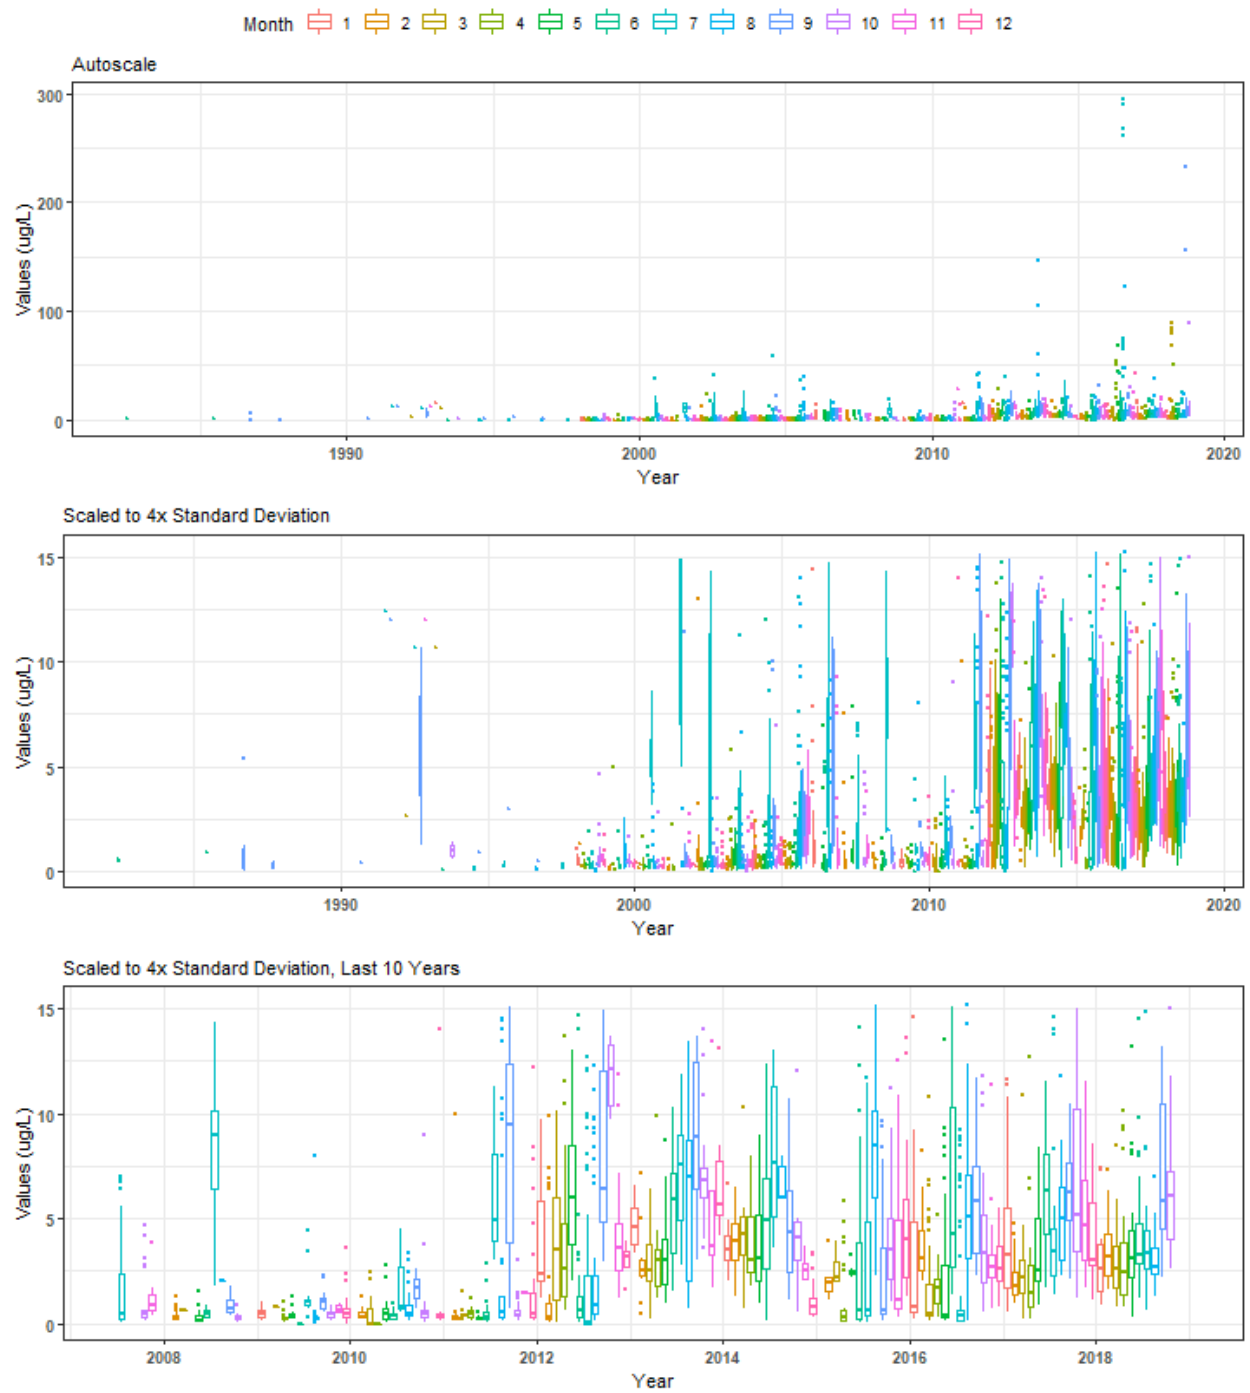 Month 1 2 3 4 5 6 7 8 9 10 11 12
Autoscale
300
200
100
0
Values (ug/L)
1990 2000 2010 2020
Year
Scaled to 4x Standard Deviation
15
10
5
0
Values (ug/L)
1990 2000 2010 2020
Year
Scaled to 4x Standard Deviation, Last 10 Years
15
10
5
0
Values (ug/L)
2008 2010 2012 2014 2016 2018
Year